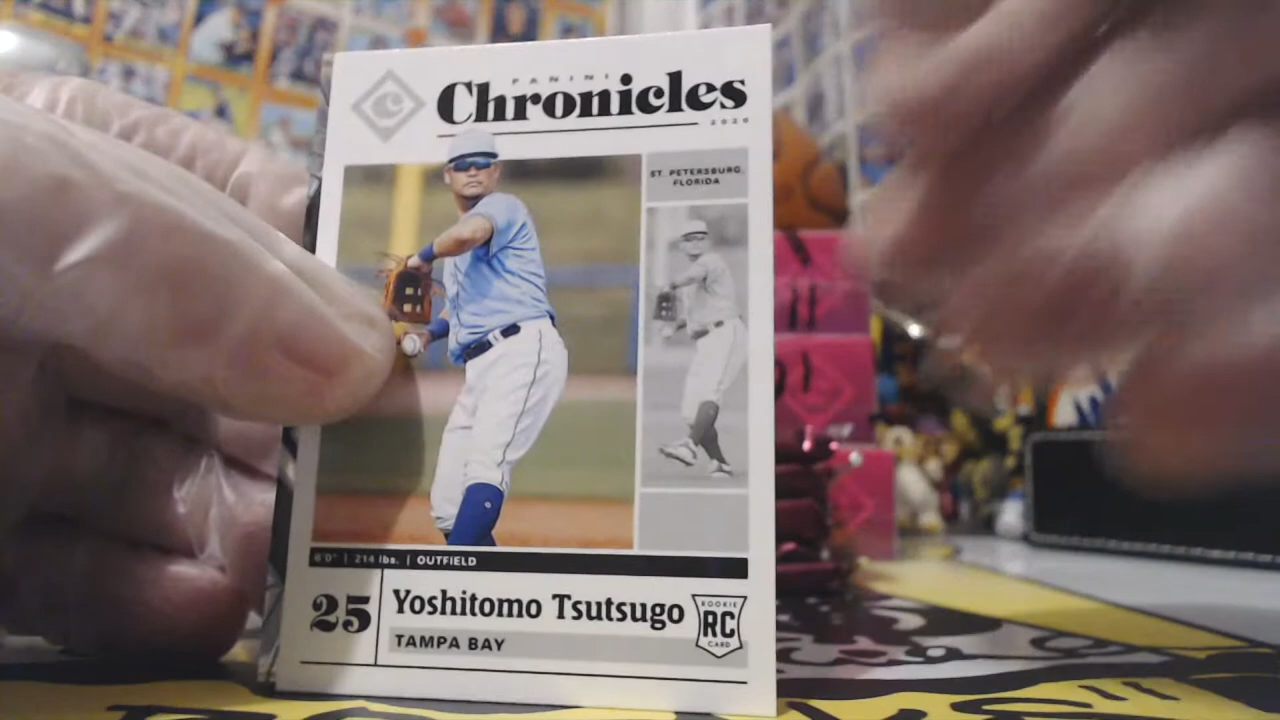 PANINI
Chronicles
2020
ST. PETERSBURG,
FLORIDA
6'0" | 214 lbs. | OUTFIELD
25
Yoshitomo Tsutsugo
ROOKIE
RC
CARD
TAMPA BAY